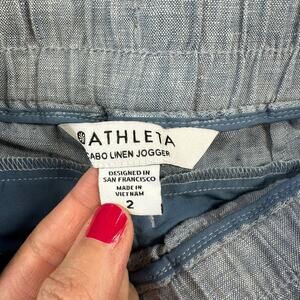 ATHLETA
CABO LINEN JOGGER
DESIGNED IN
SAN FRANCISCO
MADE IN
VIETNAM
2